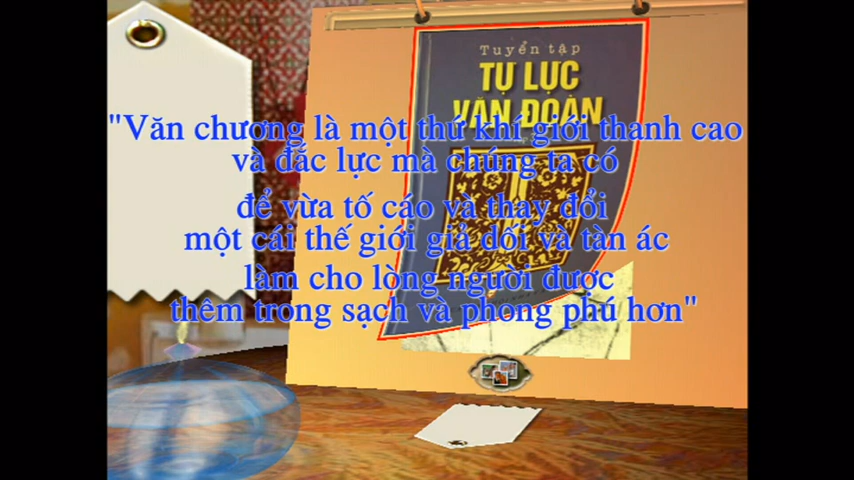 Tuyển tập
TỰ LỰC
VĂN ĐOÀN
"Văn chương là một thứ khí giới thanh cao
và đắc lực mà chúng ta có
để vừa tố cáo và thay đổi
một cái thế giới giả dối và tàn ác
làm cho lòng người được
thêm trong sạch và phong phú hơn"